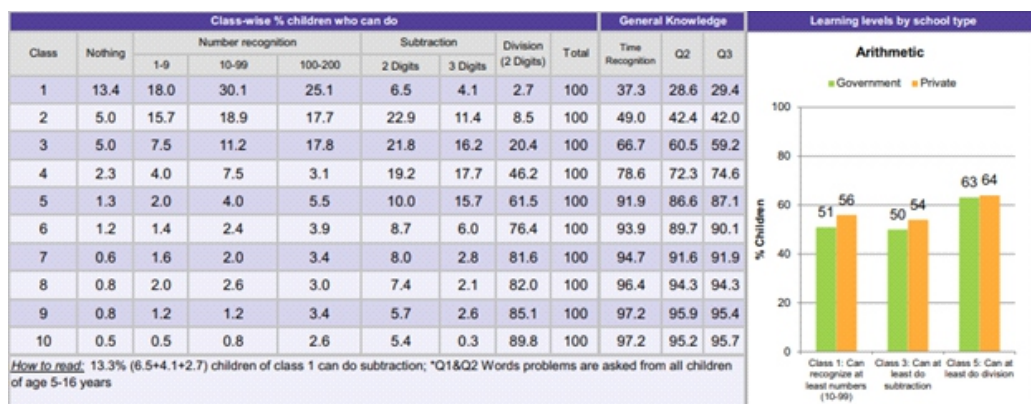 Class-wise % children who can do General Knowledge
Class Nothing Number recognition Subtraction Division (2 Digits) Total Time Recognition Q2 Q3
1-9 10-99 100-200 2 Digits 3 Digits
1 13.4 18.0 30.1 25.1 6.5 4.1 2.7 100 37.3 28.6 29.4
2 5.0 15.7 18.9 17.7 22.9 11.4 8.5 100 49.0 42.4 42.0
3 5.0 7.5 11.2 17.8 21.8 16.2 20.4 100 66.7 60.5 59.2
4 2.3 4.0 7.5 3.1 19.2 17.7 46.2 100 78.6 72.3 74.6
5 1.3 2.0 4.0 5.5 10.0 15.7 61.5 100 91.9 86.6 87.1
6 1.2 1.4 2.4 3.9 8.7 6.0 76.4 100 93.9 89.7 90.1
7 0.6 1.6 2.0 3.4 8.0 2.8 81.6 100 94.7 91.6 91.9
8 0.8 2.0 2.6 3.0 7.4 2.1 82.0 100 96.4 94.3 94.3
9 0.8 1.2 1.2 3.4 5.7 2.6 85.1 100 97.2 95.9 95.4
10 0.5 0.5 0.8 2.6 5.4 0.3 89.8 100 97.2 95.2 95.7
How to read: 13.3% (6.5+4.1+2.7) children of class 1 can do subtraction; *Q1&Q2 Words problems are asked from all children
of age 5-16 years
Learning levels by school type
Arithmetic
Government Private
% Children
100
80
60
40
20
0
51 56 50 54 63 64
Class 1: Can recognize at least numbers (10-99)
Class 3: Can at least do subtraction
Class 5: Can at least do division